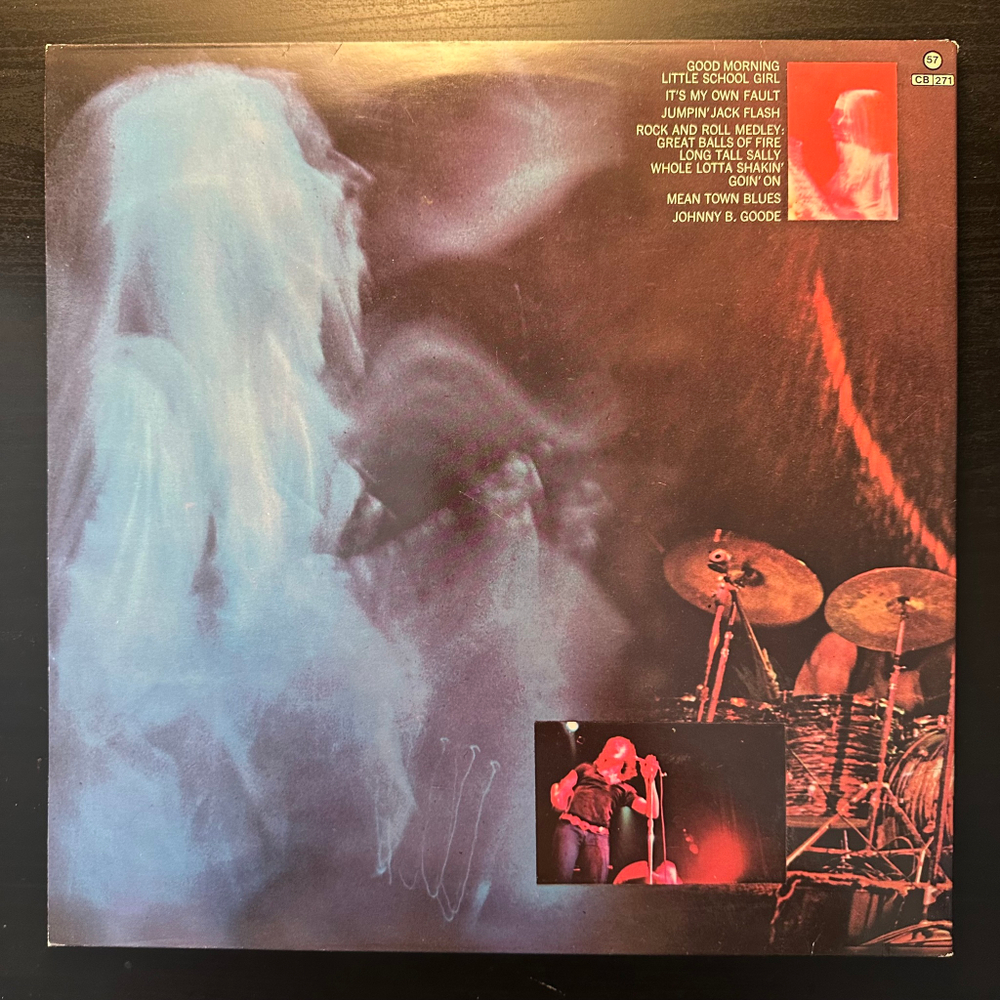 GOOD MORNING
LITTLE SCHOOL GIRL
IT'S MY OWN FAULT
JUMPIN' JACK FLASH
ROCK AND ROLL MEDLEY:
GREAT BALLS OF FIRE
LONG TALL SALLY
WHOLE LOTTA SHAKIN'
GOIN' ON
MEAN TOWN BLUES
JOHNNY B. GOODE
57
CB 271